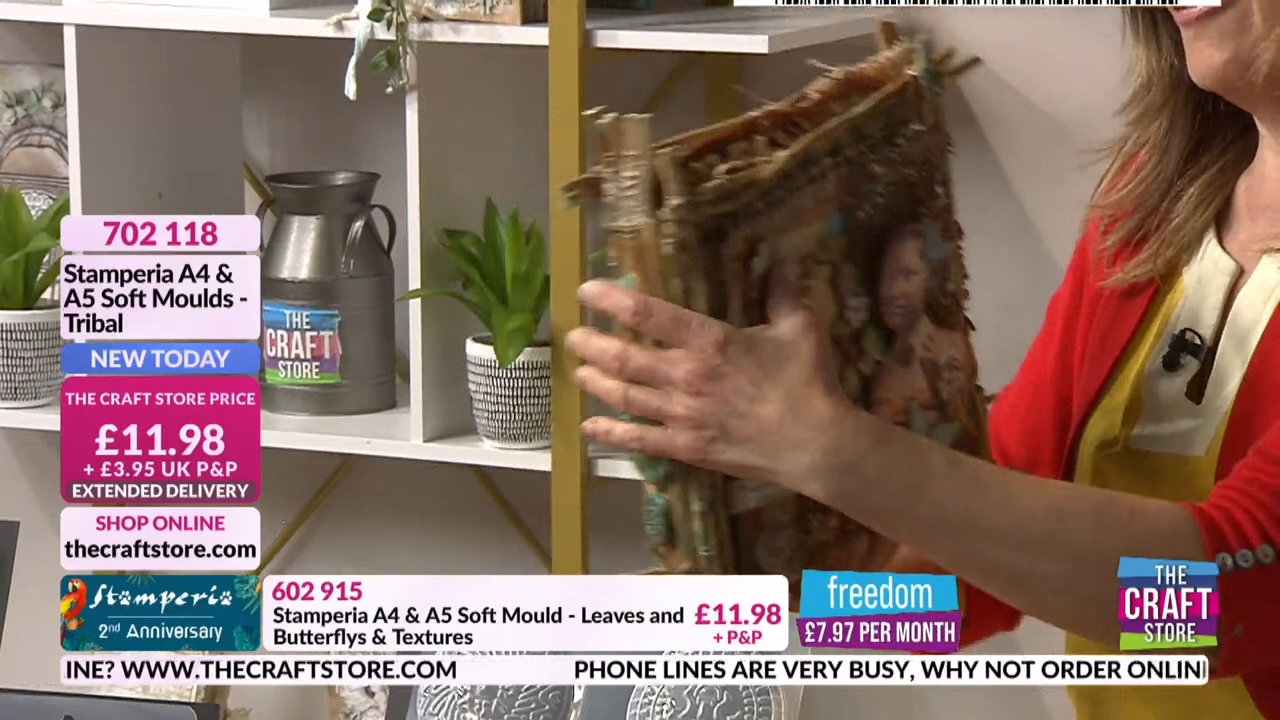 702 118
Stamperia A4 &
A5 Soft Moulds -
Tribal
NEW TODAY
THE CRAFT STORE PRICE
£11.98
+ £3.95 UK P&P
EXTENDED DELIVERY
SHOP ONLINE
thecraftstore.com
THE
CRAFT
STORE
Stamperia
2nd Anniversary
602 915
Stamperia A4 & A5 Soft Mould - Leaves and
Butterflys & Textures
£11.98
+ P&P
freedom
£7.97 PER MONTH
THE
CRAFT
STORE
INE? WWW.THECRAFTSTORE.COM PHONE LINES ARE VERY BUSY, WHY NOT ORDER ONLIN